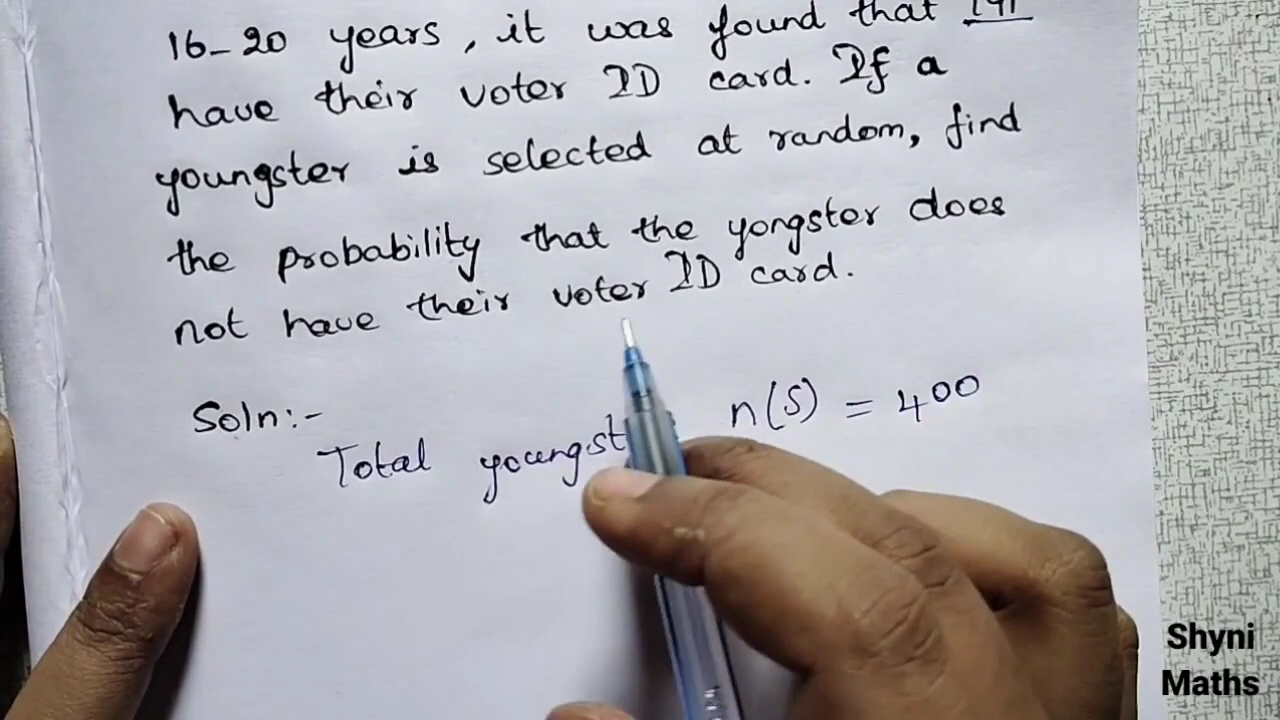 16-20 years, it was found that 191
have their voter ID card. If a
youngster is selected at random, find
the probability that the yongster does
not have their voter ID card.
Soln:-
Total youngst n(S) = 400
Shyni
Maths